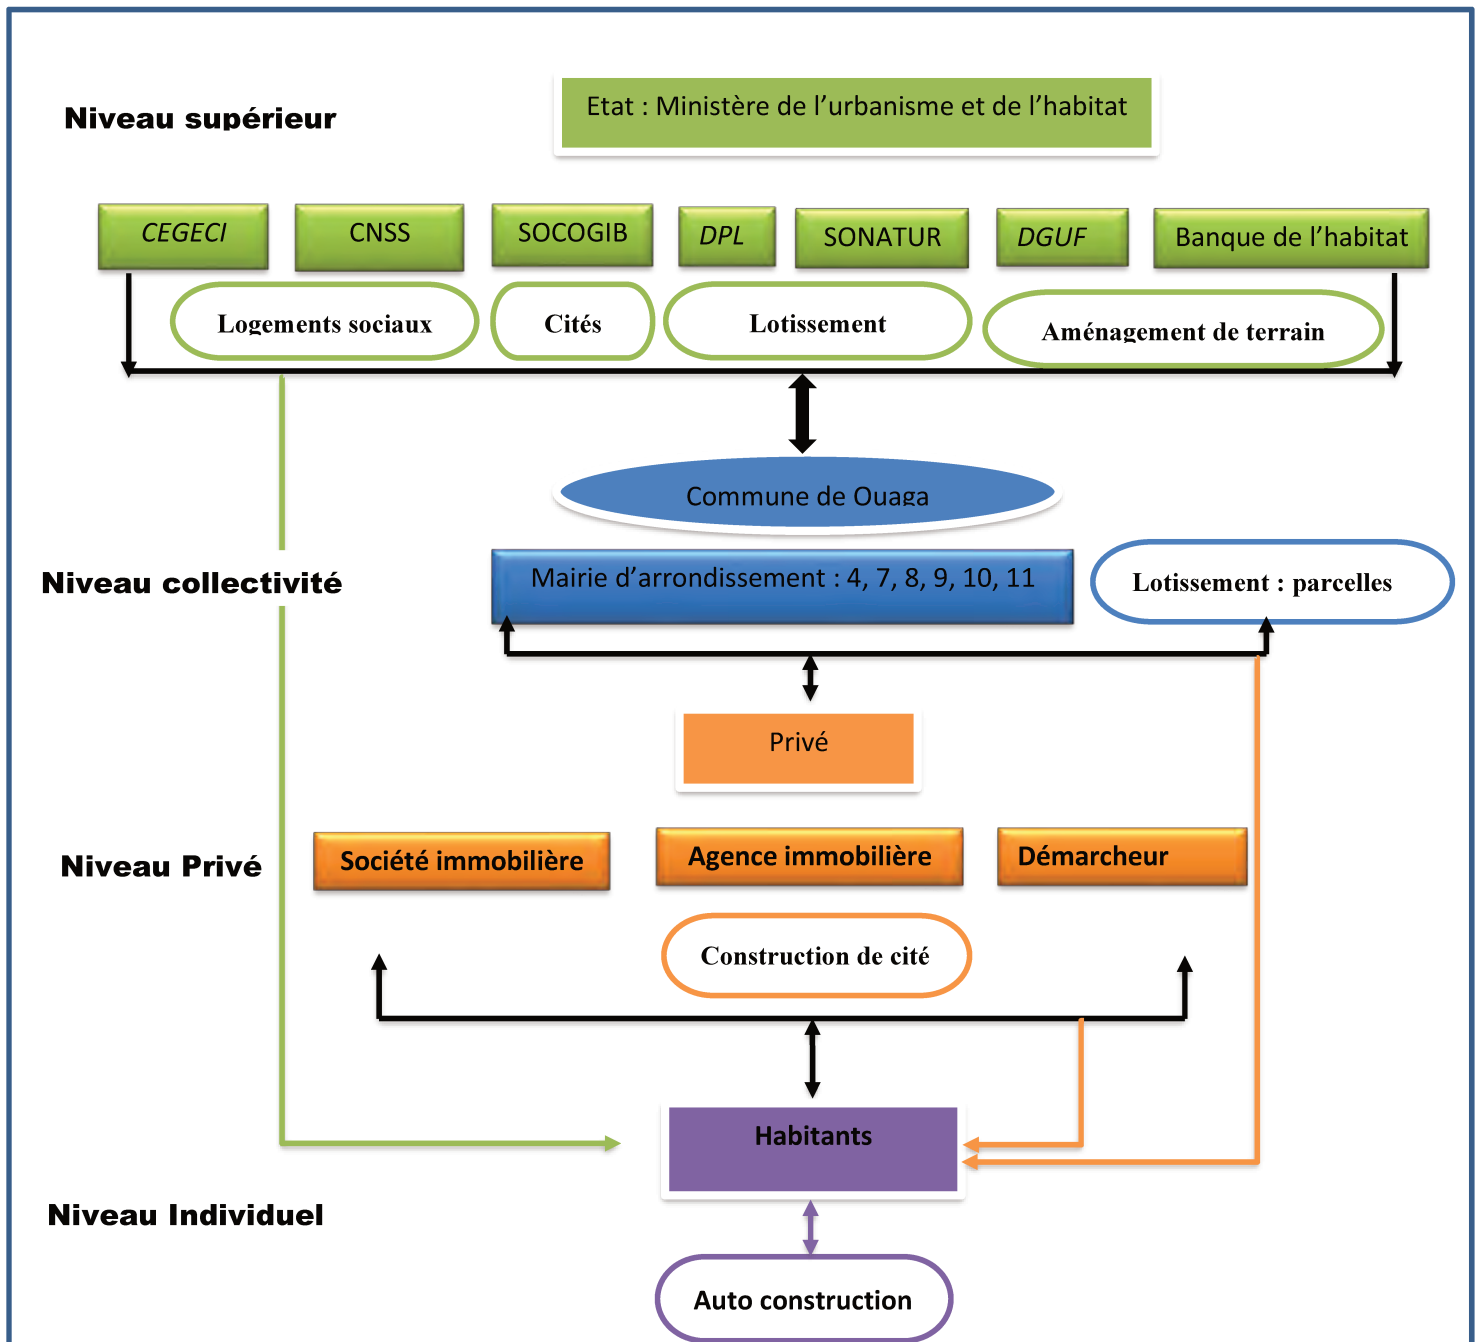 Etat : Ministère de l’urbanisme et de l’habitat
Niveau supérieur
CEGECI
CNSS
SOCOGIB
DPL
SONATUR
DGUF
Banque de l’habitat
Logements sociaux
Cités
Lotissement
Aménagement de terrain
Commune de Ouaga
Niveau collectivité
Mairie d’arrondissement : 4, 7, 8, 9, 10, 11
Lotissement : parcelles
Privé
Niveau Privé
Société immobilière
Agence immobilière
Démarcheur
Construction de cité
Habitants
Niveau Individuel
Auto construction